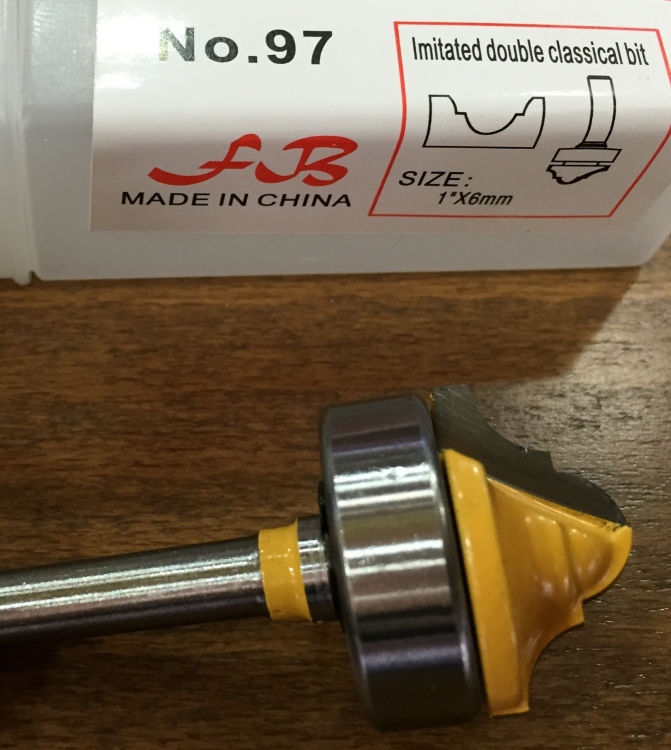 No.97
Imitated double classical bit
fB
MADE IN CHINA
SIZE:
1"X6mm